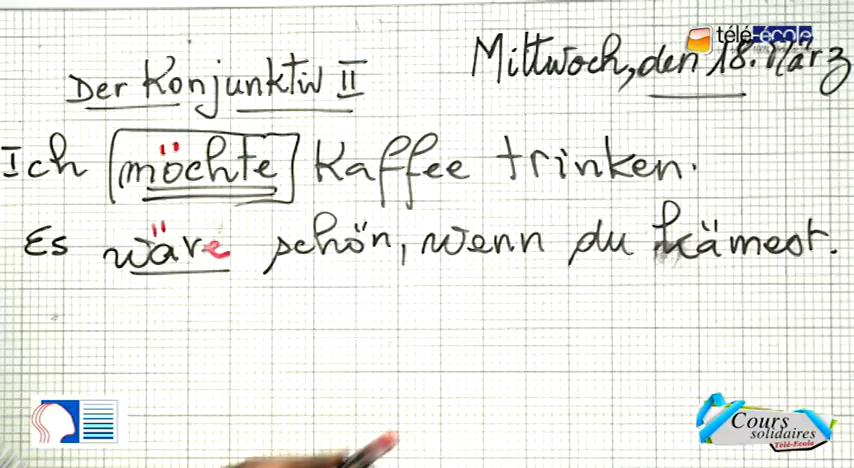 télé-école
Mittwoch, den 18. März
Der Konjunktiv II
Ich möchte Kaffee trinken.
Es wäre schön, wenn du kämest.
Cours
solidaires
Télé-Ecole